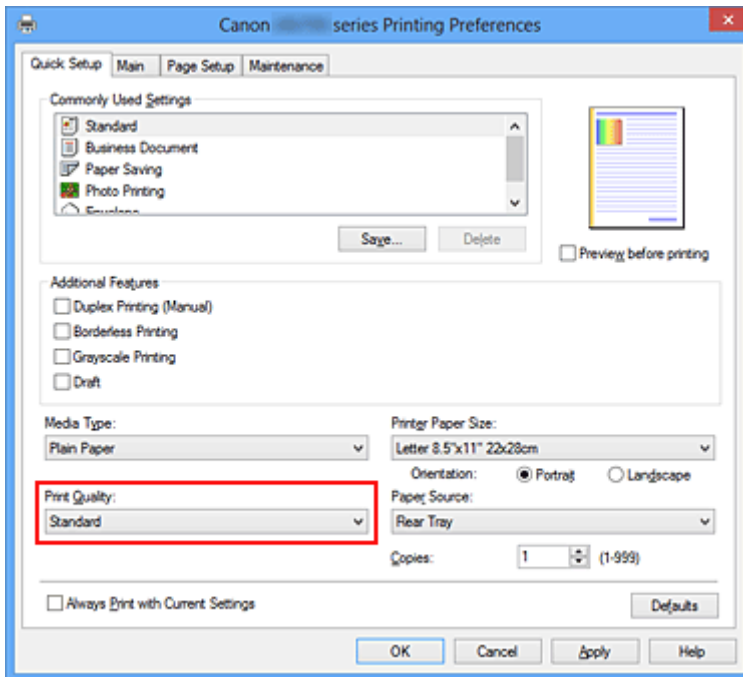 Canon series Printing Preferences
Quick Setup Main Page Setup Maintenance
Commonly Used Settings
Standard
Business Document
Paper Saving
Photo Printing
Envelope
Save... Delete
Preview before printing
Additional Features
Duplex Printing (Manual)
Borderless Printing
Grayscale Printing
Draft
Media Type: Printer Paper Size:
Plain Paper Letter 8.5"x11" 22x28cm
Orientation: Portrait Landscape
Print Quality: Paper Source:
Standard Rear Tray
Copies: 1 (1-999)
Always Print with Current Settings Defaults
OK Cancel Apply Help